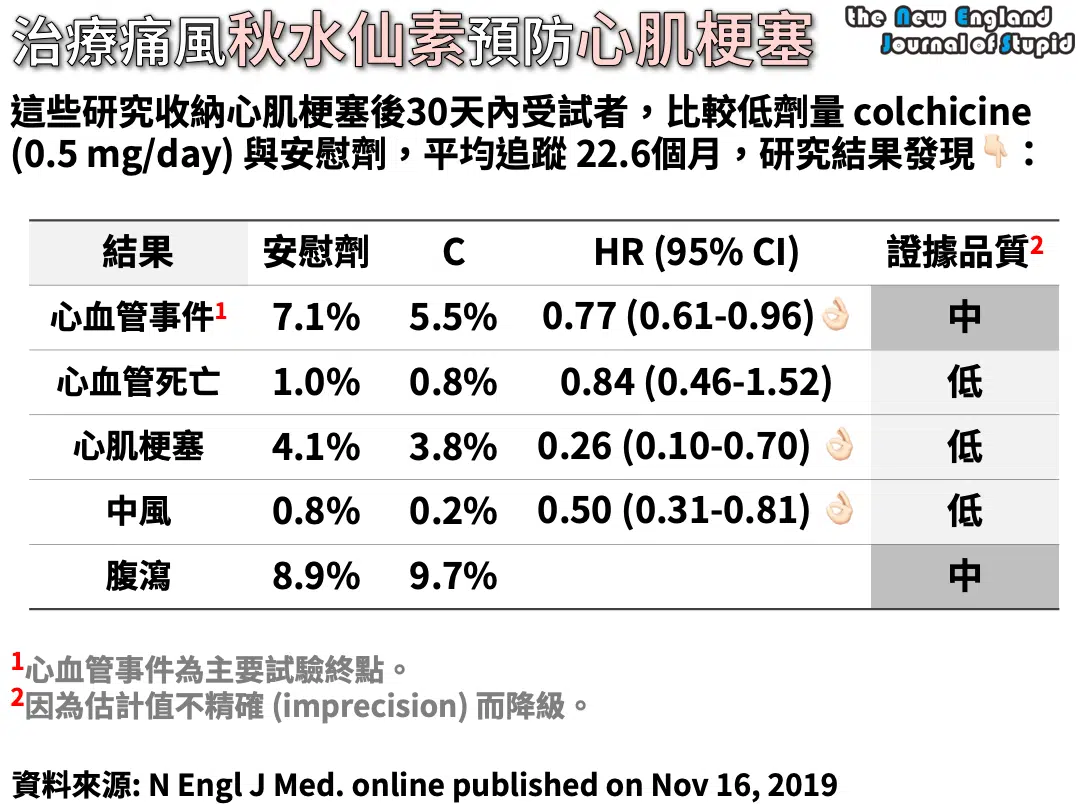 治療痛風秋水仙素預防心肌梗塞
the New England
Journal of Stupid
這些研究收納心肌梗塞後30天內受試者，比較低劑量 colchicine
(0.5 mg/day) 與安慰劑，平均追蹤 22.6個月，研究結果發現👇🏻：
結果 安慰劑 C HR (95% CI) 證據品質2
心血管事件1 7.1% 5.5% 0.77 (0.61-0.96)👌🏻 中
心血管死亡 1.0% 0.8% 0.84 (0.46-1.52) 低
心肌梗塞 4.1% 3.8% 0.26 (0.10-0.70) 👌🏻 低
中風 0.8% 0.2% 0.50 (0.31-0.81) 👌🏻 低
腹瀉 8.9% 9.7% 中
1心血管事件為主要試驗終點。
2因為估計值不精確 (imprecision) 而降級。
資料來源: N Engl J Med. online published on Nov 16, 2019